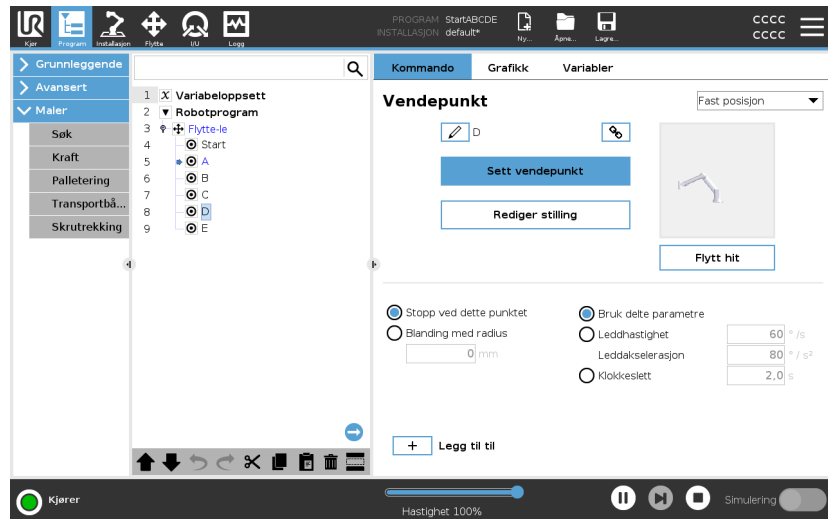 UR
Kjør
Program
Installasjon
Flytte
I/U
Logg
PROGRAM StartABCDE
INSTALLASJON default*
Ny...
Åpne...
Lagre...
CCCC
CCCC
Grunnleggende
Avansert
Maler
Søk
Kraft
Palletering
Transportbå...
Skrutrekking
1 X Variabeloppsett
2 Robotprogram
3 Flytte-le
4 Start
5 A
6 B
7 C
8 D
9 E
Kommando
Grafikk
Variabler
Vendepunkt
Fast posisjon
D
Sett vendepunkt
Rediger stilling
Flytt hit
Stopp ved dette punktet
Blanding med radius
0 mm
Bruk delte parametre
Leddhastighet 60 °/s
Leddakselerasjon 80 °/s²
Klokkeslett 2,0 s
+ Legg til til
Kjører
Hastighet 100%
Simulering